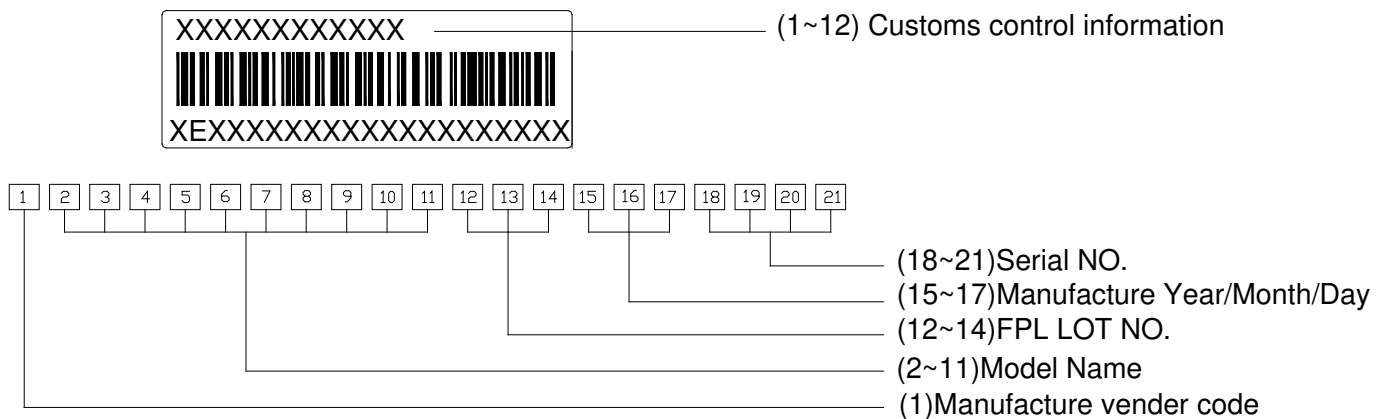 XXXXXXXXXXXX
(1~12) Customs control information
XEXXXXXXXXXXXXXXXXXXX
1 2 3 4 5 6 7 8 9 10 11 12 13 14 15 16 17 18 19 20 21
(18~21)Serial NO.
(15~17)Manufacture Year/Month/Day
(12~14)FPL LOT NO.
(2~11)Model Name
(1)Manufacture vender code